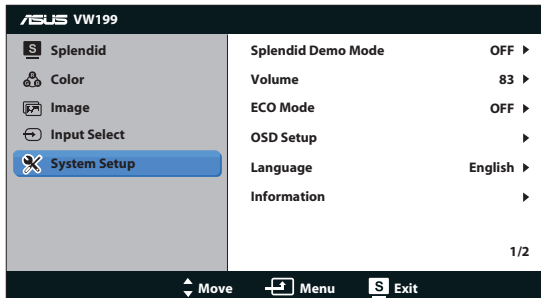 ASUS VW199
S Splendid
Color
Image
Input Select
System Setup
Splendid Demo Mode OFF
Volume 83
ECO Mode OFF
OSD Setup
Language English
Information
1/2
Move Menu S Exit